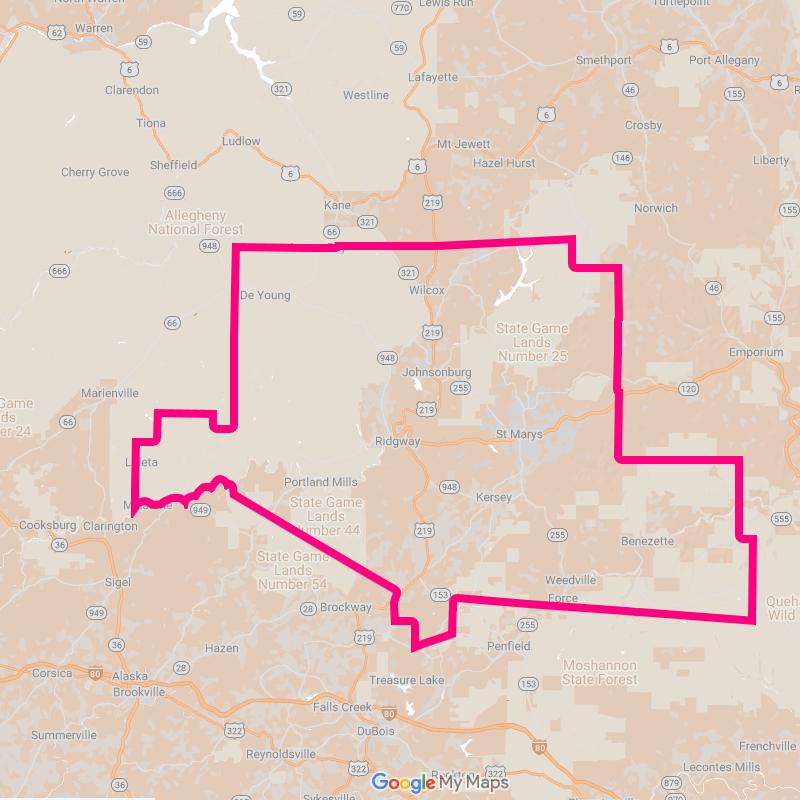 North Warren
62
Warren
6
59
770
Lewis Run
59
Turtlepoint
6
Smethport
Port Allegany
6
155
46
Clarendon
321
Westline
Lafayette
6
Crosby
Tiona
Ludlow
Mt Jewett
Hazel Hurst
146
Liberty
Sheffield
Cherry Grove
6
6
666
Kane
219
321
Norwich
155
Allegheny
National Forest
66
948
666
321
De Young
Wilcox
46
155
66
219
State Game
Lands
Number 25
Emporium
948
Johnsonburg
255
120
Marienville
66
219
Ridgway
St Marys
Portland Mills
948
Kersey
949
State Game
Lands
Number 44
219
255
555
Cooksburg
Clarington
36
Benezette
State Game
Lands
Number 54
Sigel
Weedville
Force
153
28
Brockway
949
255
36
219
Penfield
Hazen
Moshannon
State Forest
Corsica
80
Alaska
28
Brookville
Treasure Lake
153
Falls Creek
80
322
DuBois
Summerville
Reynoldsville
80
Frenchville
Lecontes Mills
36
322
322
879
Sykesville
Google My Maps